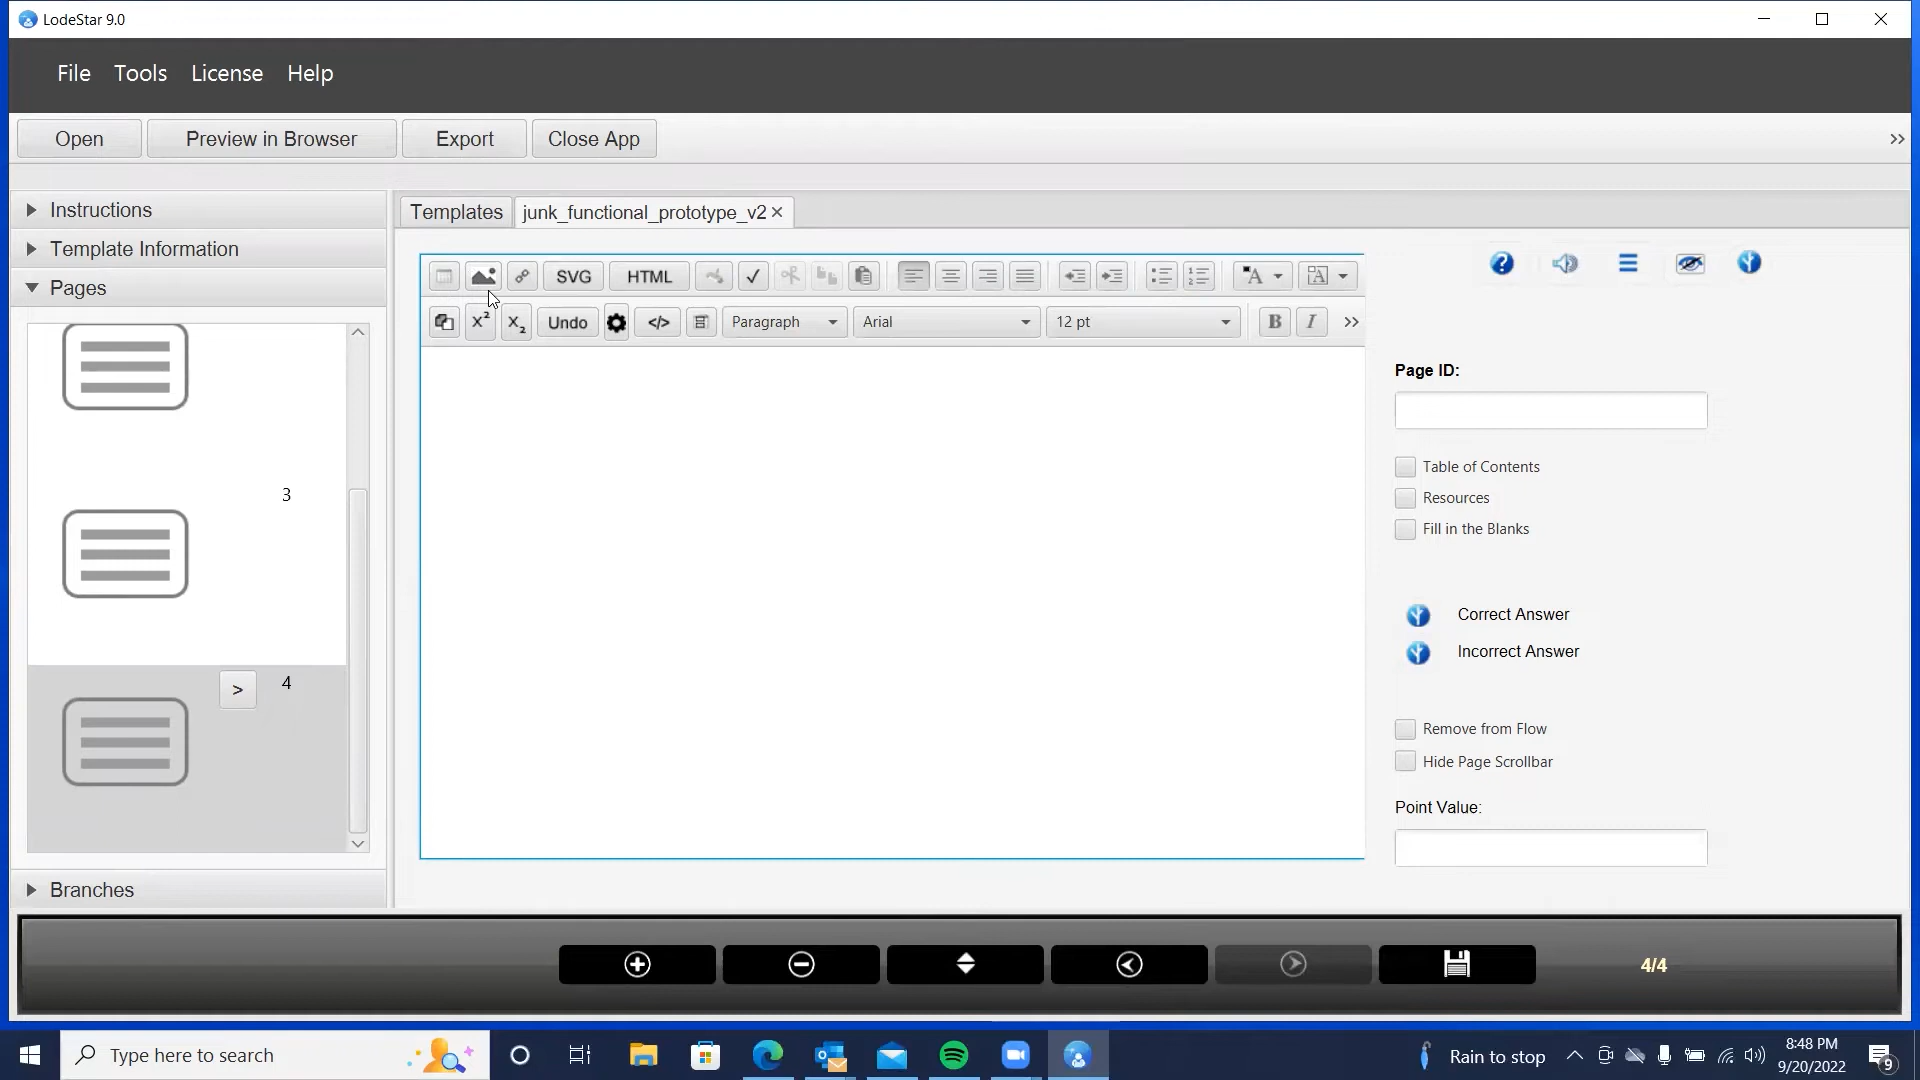 LodeStar 9.0
File Tools License Help
Open Preview in Browser Export Close App >>
Instructions
Template Information
Pages
3
> 4
Branches
Templates junk_functional_prototype_v2
SVG HTML
X² X₂ Undo </> Paragraph Arial 12 pt B I >>
Page ID:
Table of Contents
Resources
Fill in the Blanks
Correct Answer
Incorrect Answer
Remove from Flow
Hide Page Scrollbar
Point Value:
4/4
Type here to search
Rain to stop
8:48 PM
9/20/2022
9